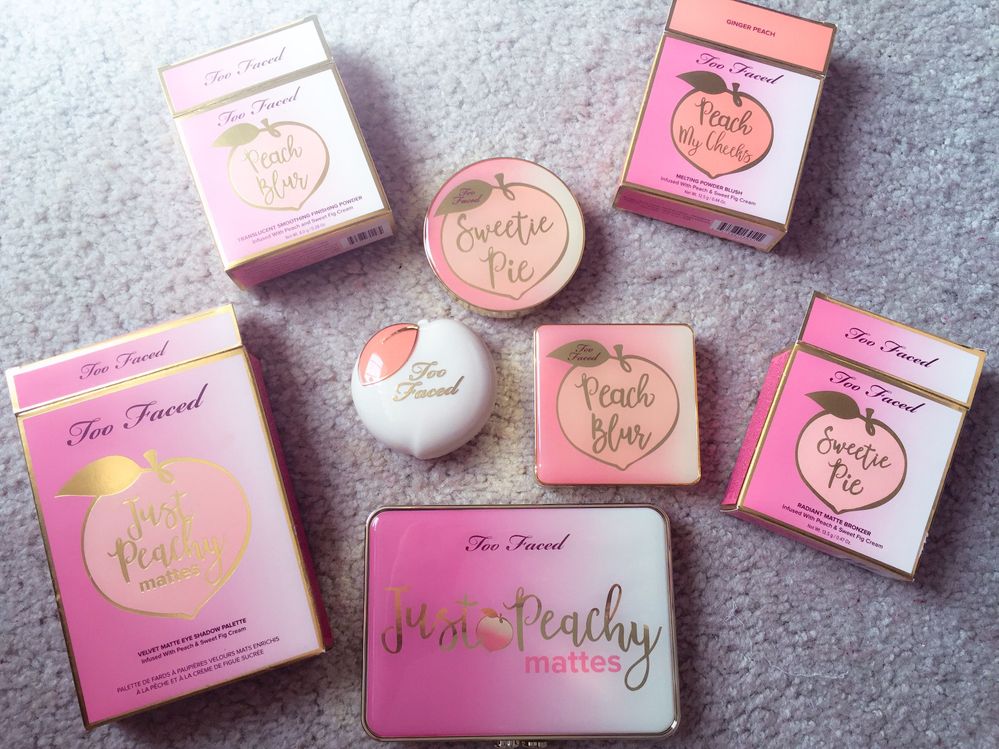 Too Faced
Too Faced
Peach
Blur
TRANSLUCENT SMOOTHING FINISHING POWDER
Infused With Peach and Sweet Fig Cream
GINGER PEACH
Too Faced
Peach
My Cheeks
MELTING POWDER BLUSH
Infused With Peach & Sweet Fig Cream
Too
Faced
Sweetie
Pie
Too
Faced
Too
Faced
Peach
Blur
Too Faced
Too Faced
Sweetie
Pie
RADIANT MATTE BRONZER
Infused With Peach & Sweet Fig Cream
Too Faced
Too Faced
Just
Peachy
mattes
VELVET MATTE EYE SHADOW PALETTE
Infused With Peach & Sweet Fig Cream
PALETTE DE FARDS À PAUPIÈRES VELOURS MATS ENRICHIS
À LA PÊCHE ET À LA CRÈME DE FIGUE SUCRÉE
Too Faced
Just Peachy
mattes